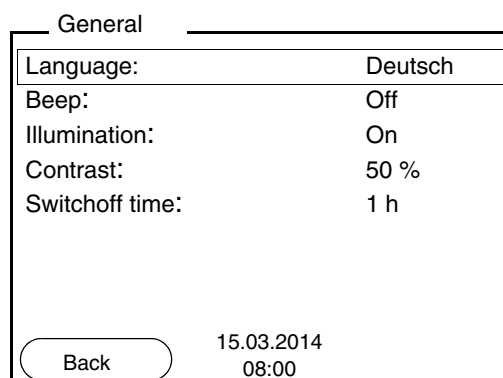 General
Language: Deutsch
Beep: Off
Illumination: On
Contrast: 50 %
Switchoff time: 1 h
15.03.2014
Back 08:00